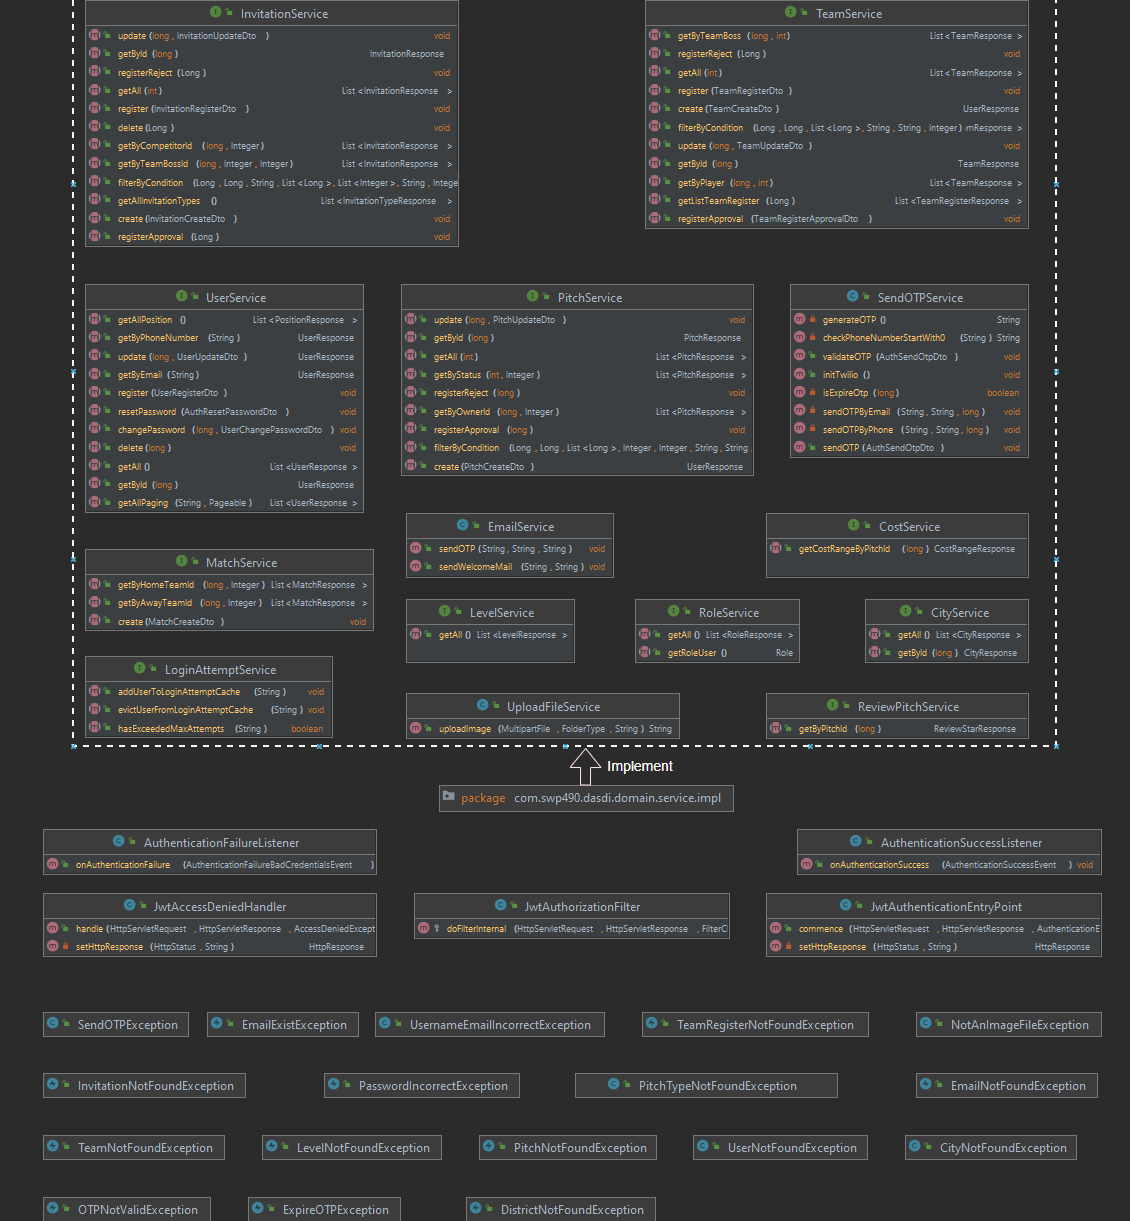 InvitationService
update (long, InvitationUpdateDto) void
getById (long) InvitationResponse
registerReject (Long) void
getAll (int) List<InvitationResponse>
register (InvitationRegisterDto) void
delete (Long) void
getByCompetitorId (long, Integer) List<InvitationResponse>
getByTeamBossId (long, Integer, Integer) List<InvitationResponse>
filterByCondition (Long, Long, String, List<Long>, List<Integer>, String, Intege
getAllInvitationTypes () List<InvitationTypeResponse>
create (InvitationCreateDto) void
registerApproval (Long) void
TeamService
getByTeamBoss (long, int) List<TeamResponse>
registerReject (Long) void
getAll (int) List<TeamResponse>
register (TeamRegisterDto) void
create (TeamCreateDto) UserResponse
filterByCondition (Long, Long, List<Long>, String, String, Integer) mResponse>
update (long, TeamUpdateDto) void
getById (long) TeamResponse
getByPlayer (long, int) List<TeamResponse>
getListTeamRegister (Long) List<TeamRegisterResponse>
registerApproval (TeamRegisterApprovalDto) void
UserService
getAllPosition () List<PositionResponse>
getByPhoneNumber (String) UserResponse
update (long, UserUpdateDto) UserResponse
getByEmail (String) UserResponse
register (UserRegisterDto) void
resetPassword (AuthResetPasswordDto) void
changePassword (long, UserChangePasswordDto) void
delete (long) void
getAll () List<UserResponse>
getById (long) UserResponse
getAllPaging (String, Pageable) List<UserResponse>
PitchService
update (long, PitchUpdateDto) void
getById (long) PitchResponse
getAll (int) List<PitchResponse>
getByStatus (int, Integer) List<PitchResponse>
registerReject (long) void
getByOwnerId (long, Integer) List<PitchResponse>
registerApproval (long) void
filterByCondition (Long, Long, List<Long>, Integer, Integer, String, String,
create (PitchCreateDto) UserResponse
SendOTPService
generateOTP () String
checkPhoneNumberStartWith0 (String) String
validateOTP (AuthSendOtpDto) void
initTwilio () void
isExpireOtp (long) boolean
sendOTPByEmail (String, String, long) void
sendOTPByPhone (String, String, long) void
sendOTP (AuthSendOtpDto) void
EmailService
sendOTP (String, String, String) void
sendWelcomeMail (String, String) void
CostService
getCostRangeByPitchId (long) CostRangeResponse
MatchService
getByHomeTeamId (long, Integer) List<MatchResponse>
getByAwayTeamId (long, Integer) List<MatchResponse>
create (MatchCreateDto) void
LevelService
getAll () List<LevelResponse>
RoleService
getAll () List<RoleResponse>
getRoleUser () Role
CityService
getAll () List<CityResponse>
getById (long) CityResponse
LoginAttemptService
addUserToLoginAttemptCache (String) void
evictUserFromLoginAttemptCache (String) void
hasExceededMaxAttempts (String) boolean
UploadFileService
uploadImage (MultipartFile, FolderType, String) String
ReviewPitchService
getByPitchId (long) ReviewStarResponse
Implement
package com.swp490.dasdi.domain.service.impl
AuthenticationFailureListener
onAuthenticationFailure (AuthenticationFailureBadCredentialsEvent )
AuthenticationSuccessListener
onAuthenticationSuccess (AuthenticationSuccessEvent) void
JwtAccessDeniedHandler
handle (HttpServletRequest, HttpServletResponse, AccessDeniedExcept
setHttpResponse (HttpStatus, String) HttpResponse
JwtAuthorizationFilter
doFilterInternal (HttpServletRequest, HttpServletResponse, FilterC
JwtAuthenticationEntryPoint
commence (HttpServletRequest, HttpServletResponse, AuthenticationE
setHttpResponse (HttpStatus, String) HttpResponse
SendOTPException
EmailExistException
UsernameEmailIncorrectException
TeamRegisterNotFoundException
NotAnImageFileException
InvitationNotFoundException
PasswordIncorrectException
PitchTypeNotFoundException
EmailNotFoundException
TeamNotFoundException
LevelNotFoundException
PitchNotFoundException
UserNotFoundException
CityNotFoundException
OTPNotValidException
ExpireOTPException
DistrictNotFoundException